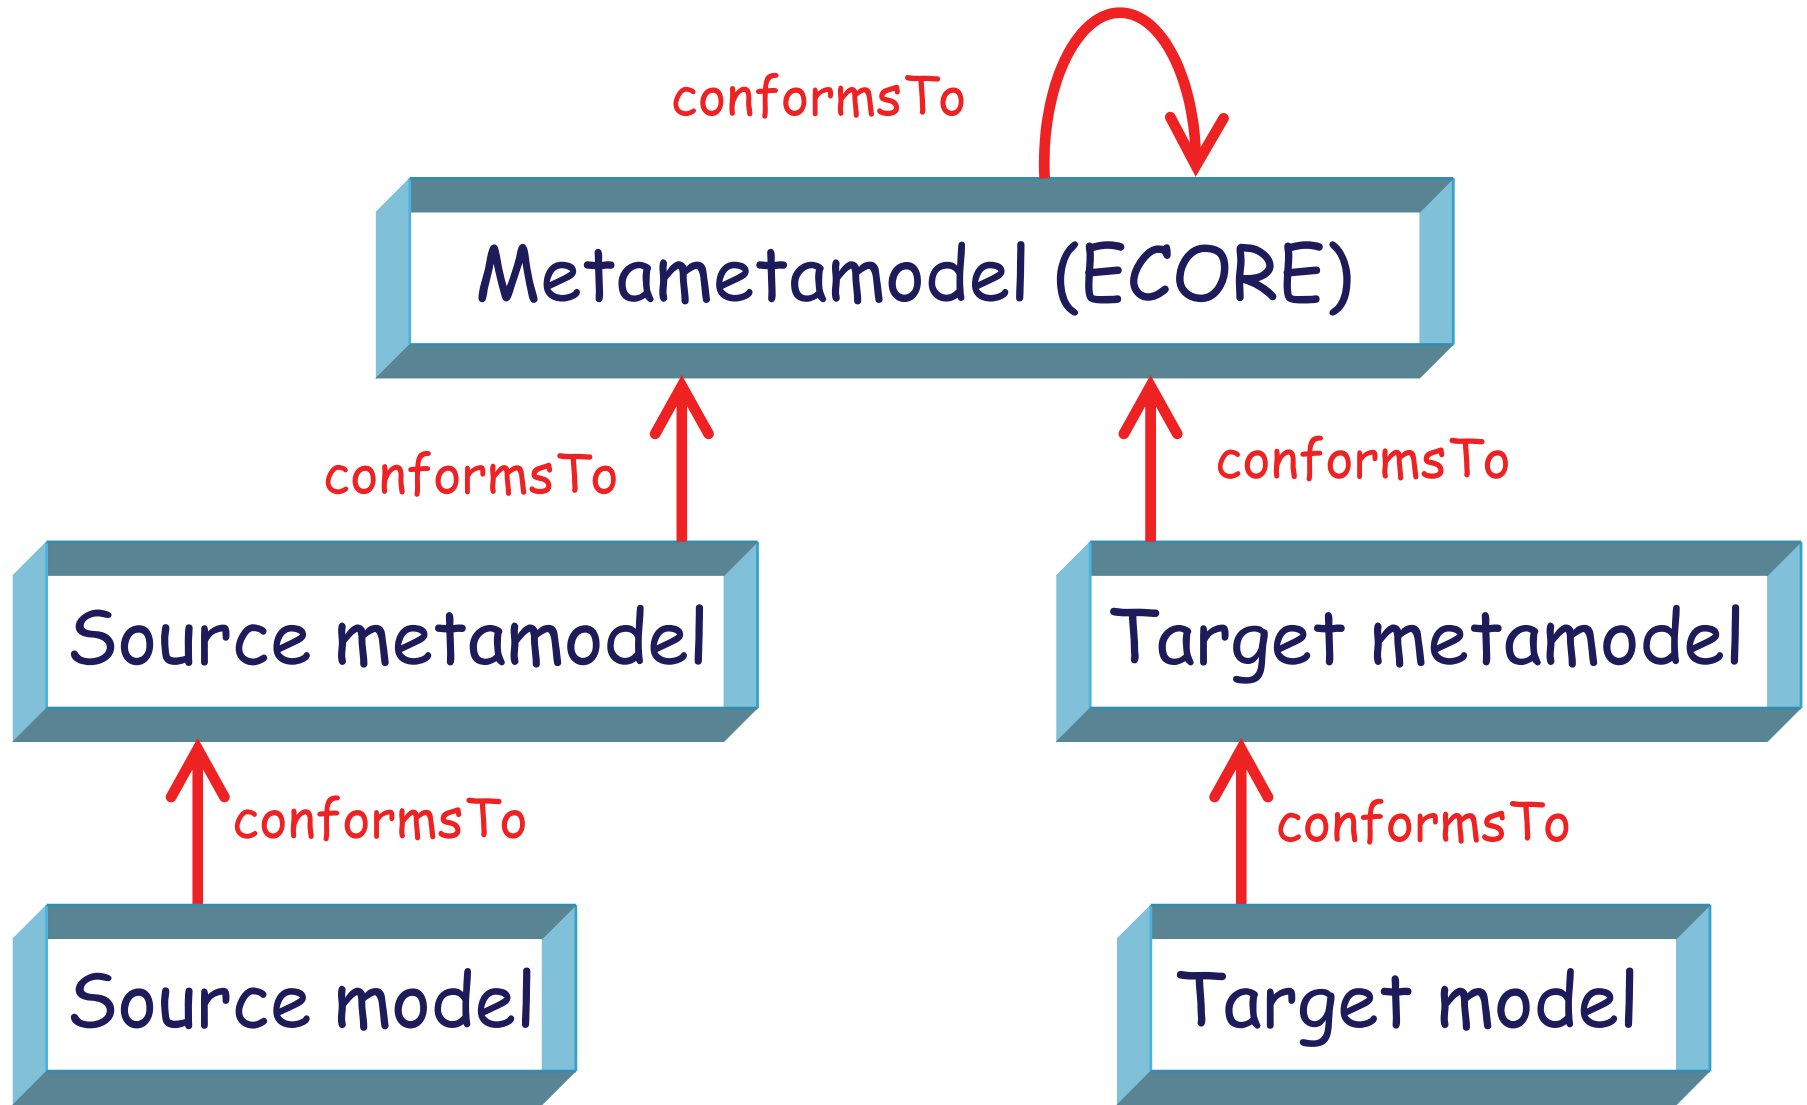 conformsTo
Metametamodel (ECORE)
conformsTo
conformsTo
Source metamodel
Target metamodel
conformsTo
conformsTo
Source model
Target model